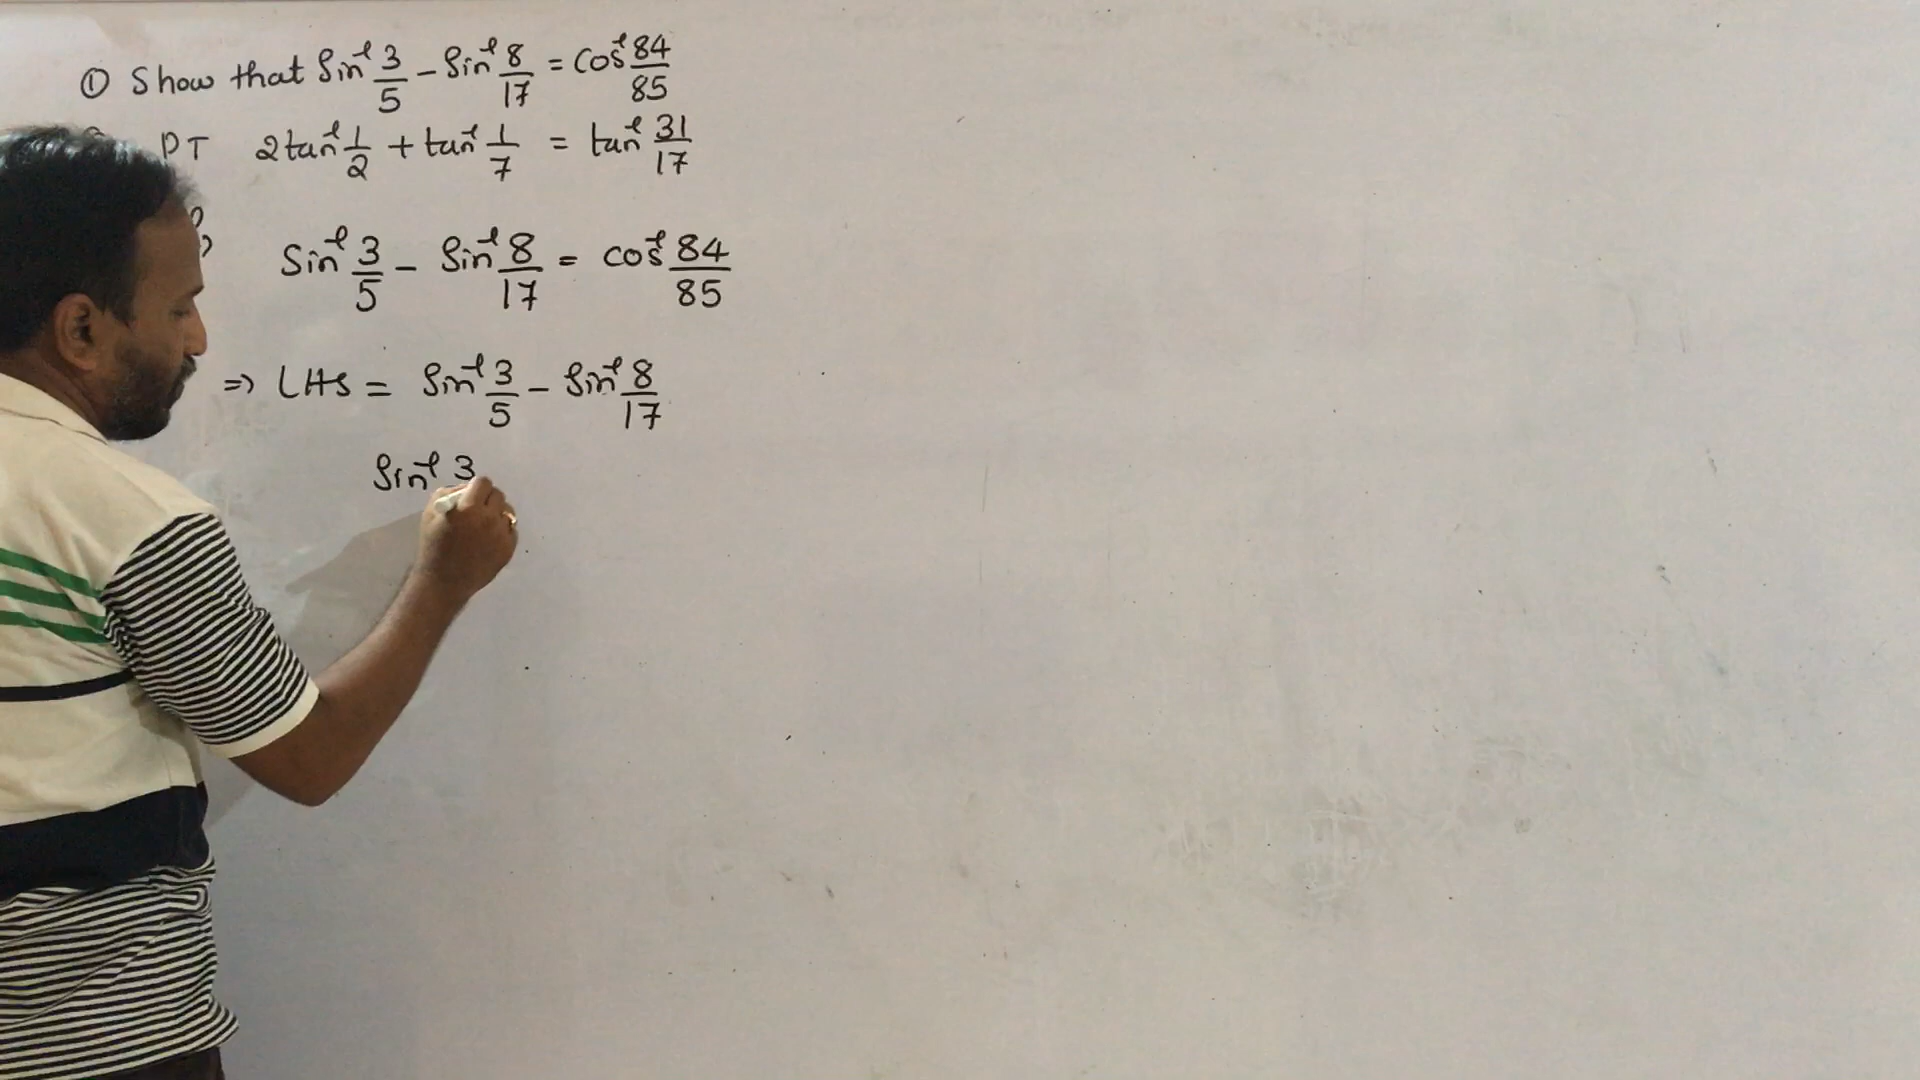 ① Show that Sin⁻¹ 3/5 - Sin⁻¹ 8/17 = Cos⁻¹ 84/85
PT 2tan⁻¹ 1/2 + tan⁻¹ 1/7 = tan⁻¹ 31/17
Sin⁻¹ 3/5 - Sin⁻¹ 8/17 = cos⁻¹ 84/85
⇒ LHS = Sin⁻¹ 3/5 - Sin⁻¹ 8/17
Sin⁻¹ 3